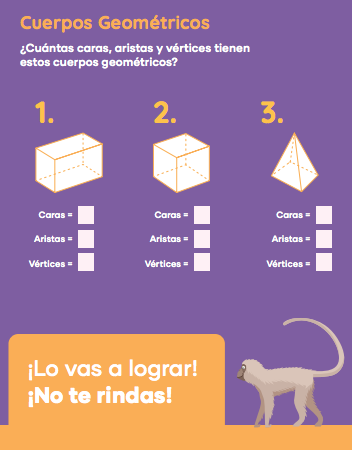 Cuerpos Geométricos
¿Cuántas caras, aristas y vértices tienen
estos cuerpos geométricos?
1. 2. 3.
Caras = Caras = Caras =
Aristas = Aristas = Aristas =
Vértices = Vértices = Vértices =
¡Lo vas a lograr!
¡No te rindas!